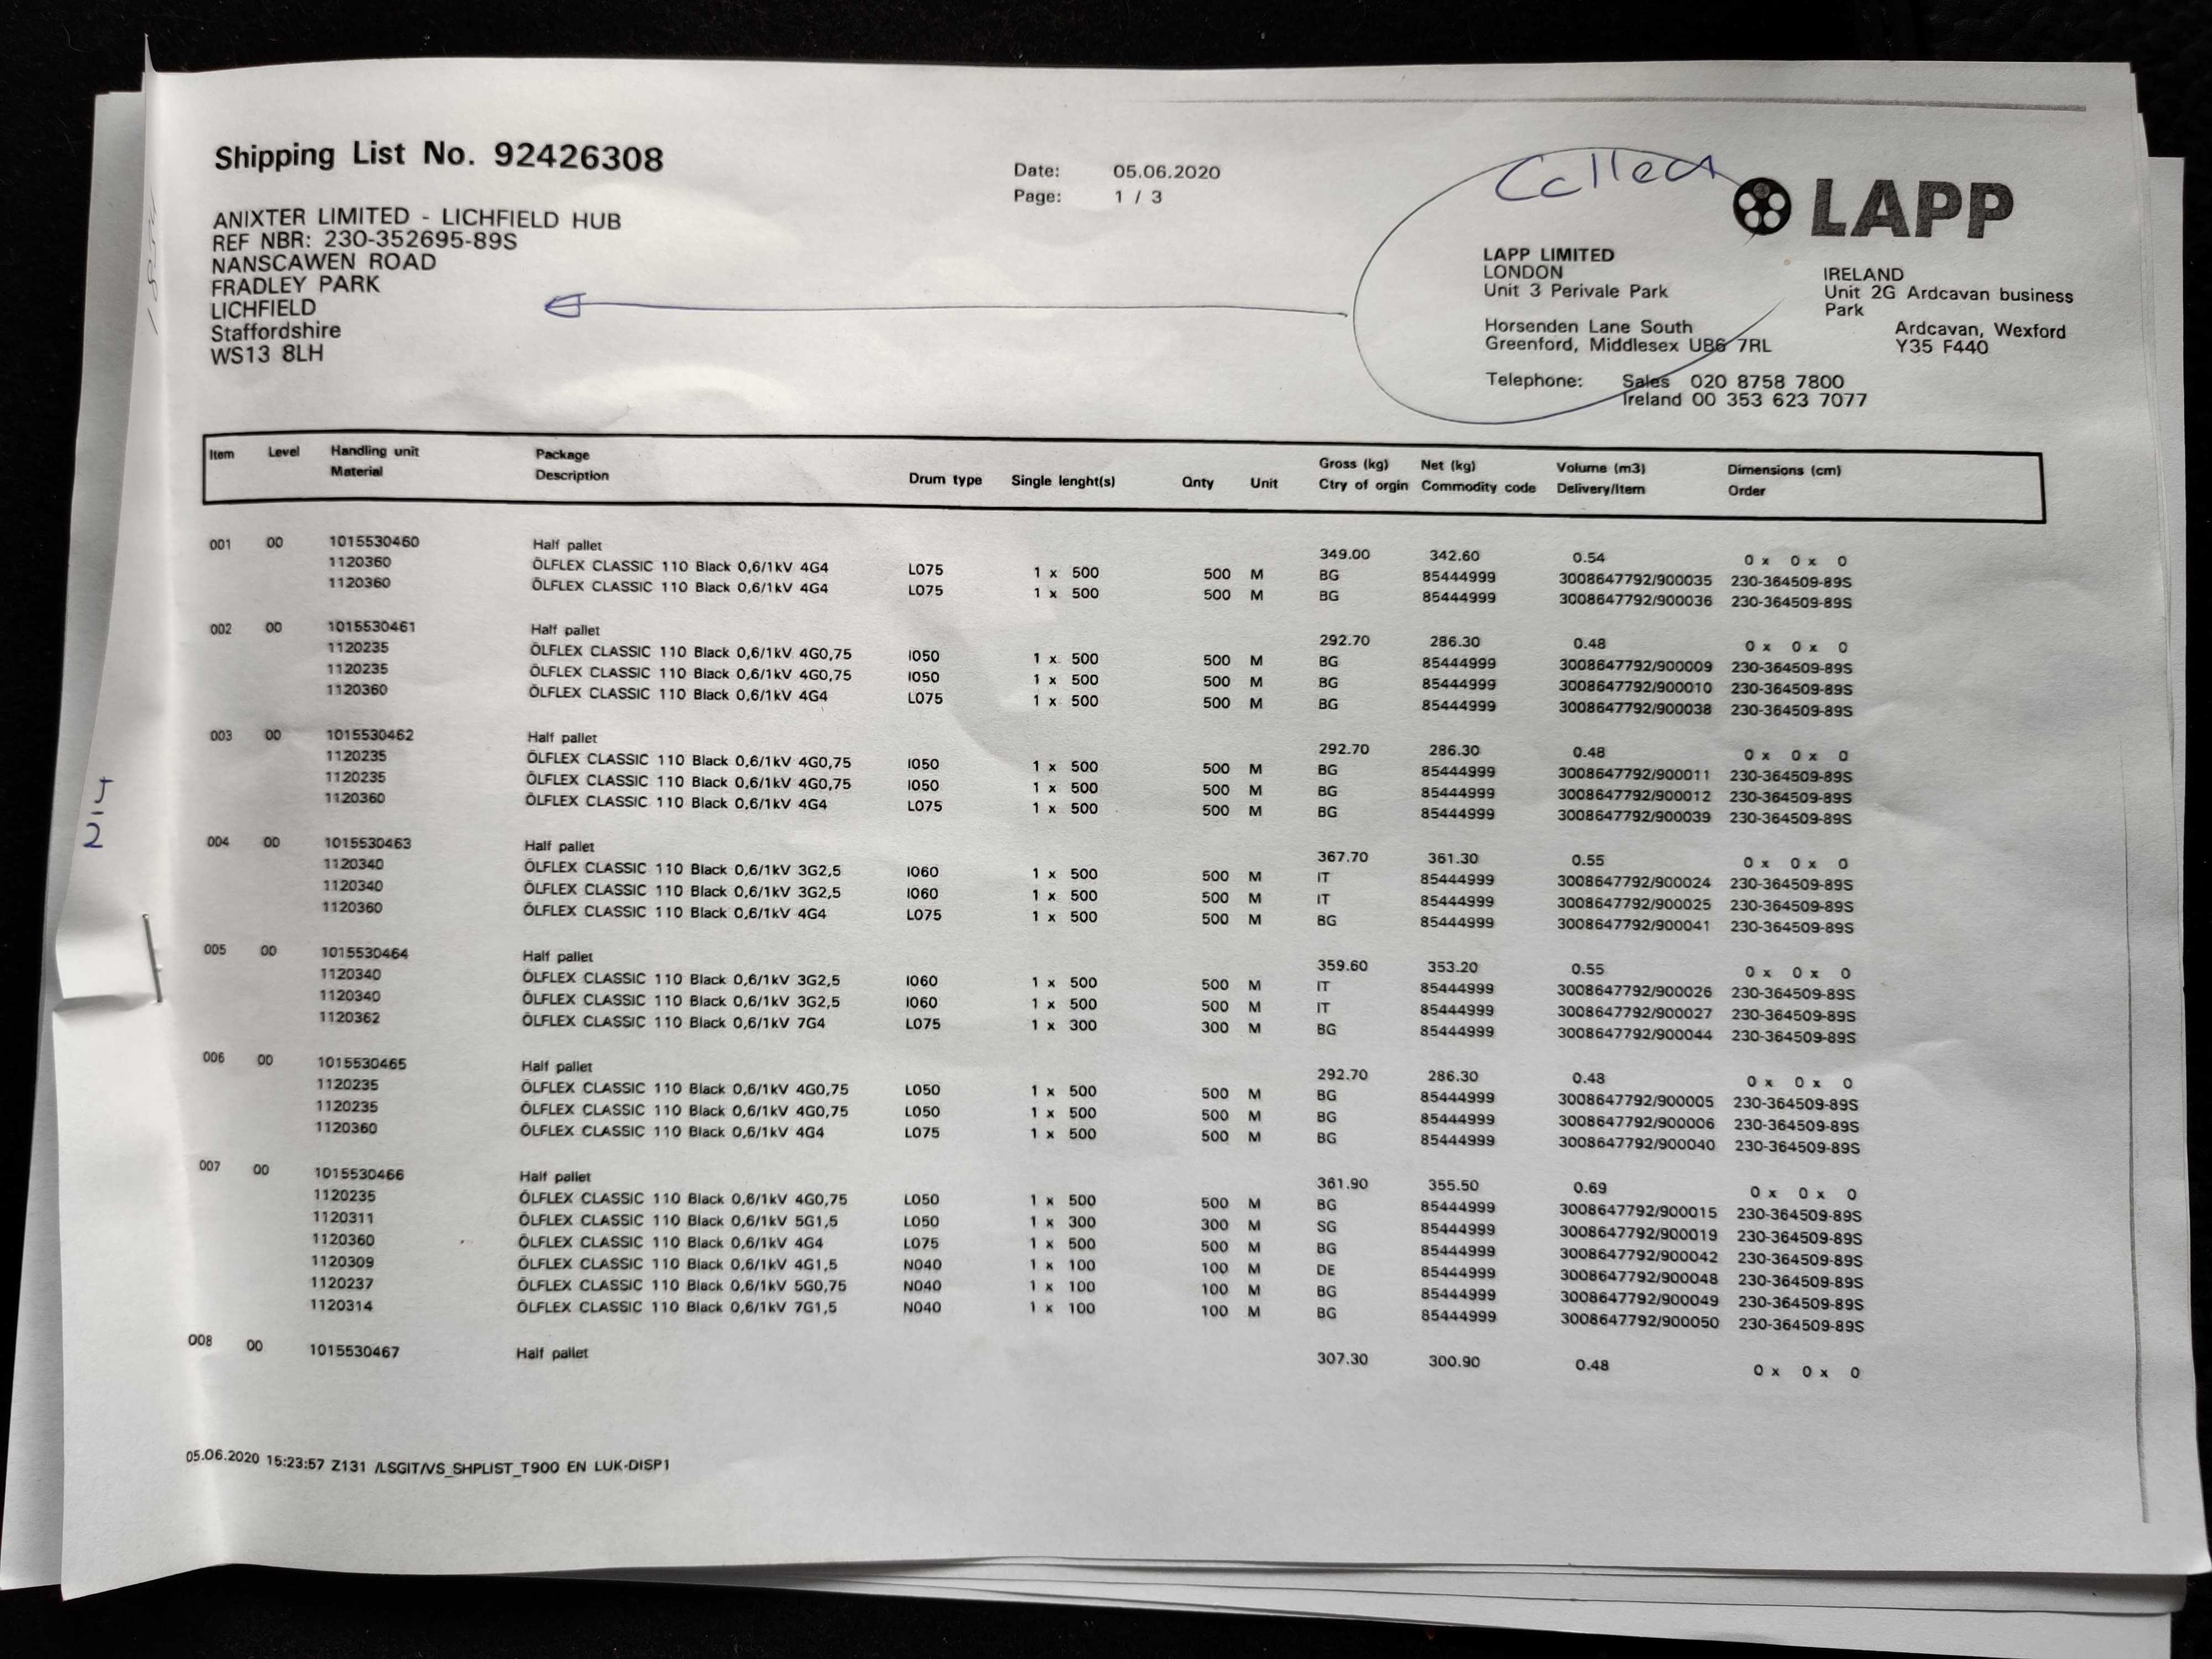 Shipping List No. 92426308
Date: 05.06.2020
Page: 1 / 3
Collect
LAPP
ANIXTER LIMITED - LICHFIELD HUB
REF NBR: 230-352695-89S
NANSCAWEN ROAD
FRADLEY PARK
LICHFIELD
Staffordshire
WS13 8LH
LAPP LIMITED
LONDON
Unit 3 Perivale Park
Horsenden Lane South
Greenford, Middlesex UB6 7RL
IRELAND
Unit 2G Ardcavan business
Park
Ardcavan, Wexford
Y35 F440
Telephone: Sales 020 8758 7800
Ireland 00 353 623 7077
Item Level Handling unit Package Gross (kg) Net (kg) Volume (m3) Dimensions (cm)
Material Description Drum type Single lenght(s) Qnty Unit Ctry of orgin Commodity code Delivery/Item Order
001 00 1015530460 Half pallet 349.00 342.60 0.54 0 x 0 x 0
1120360 ÖLFLEX CLASSIC 110 Black 0,6/1kV 4G4 L075 1 x 500 500 M BG 85444999 3008647792/900035 230-364509-89S
1120360 ÖLFLEX CLASSIC 110 Black 0,6/1kV 4G4 L075 1 x 500 500 M BG 85444999 3008647792/900036 230-364509-89S
002 00 1015530461 Half pallet 292.70 286.30 0.48 0 x 0 x 0
1120235 ÖLFLEX CLASSIC 110 Black 0,6/1kV 4G0,75 I050 1 x 500 500 M BG 85444999 3008647792/900009 230-364509-89S
1120235 ÖLFLEX CLASSIC 110 Black 0,6/1kV 4G0,75 I050 1 x 500 500 M BG 85444999 3008647792/900010 230-364509-89S
1120360 ÖLFLEX CLASSIC 110 Black 0,6/1kV 4G4 L075 1 x 500 500 M BG 85444999 3008647792/900038 230-364509-89S
003 00 1015530462 Half pallet 292.70 286.30 0.48 0 x 0 x 0
1120235 ÖLFLEX CLASSIC 110 Black 0,6/1kV 4G0,75 I050 1 x 500 500 M BG 85444999 3008647792/900011 230-364509-89S
1120235 ÖLFLEX CLASSIC 110 Black 0,6/1kV 4G0,75 I050 1 x 500 500 M BG 85444999 3008647792/900012 230-364509-89S
1120360 ÖLFLEX CLASSIC 110 Black 0,6/1kV 4G4 L075 1 x 500 500 M BG 85444999 3008647792/900039 230-364509-89S
004 00 1015530463 Half pallet 367.70 361.30 0.55 0 x 0 x 0
1120340 ÖLFLEX CLASSIC 110 Black 0,6/1kV 3G2,5 I060 1 x 500 500 M IT 85444999 3008647792/900024 230-364509-89S
1120340 ÖLFLEX CLASSIC 110 Black 0,6/1kV 3G2,5 I060 1 x 500 500 M IT 85444999 3008647792/900025 230-364509-89S
1120360 ÖLFLEX CLASSIC 110 Black 0,6/1kV 4G4 L075 1 x 500 500 M BG 85444999 3008647792/900041 230-364509-89S
005 00 1015530464 Half pallet 359.60 353.20 0.55 0 x 0 x 0
1120340 ÖLFLEX CLASSIC 110 Black 0,6/1kV 3G2,5 I060 1 x 500 500 M IT 85444999 3008647792/900026 230-364509-89S
1120340 ÖLFLEX CLASSIC 110 Black 0,6/1kV 3G2,5 I060 1 x 500 500 M IT 85444999 3008647792/900027 230-364509-89S
1120362 ÖLFLEX CLASSIC 110 Black 0,6/1kV 7G4 L075 1 x 300 300 M BG 85444999 3008647792/900044 230-364509-89S
006 00 1015530465 Half pallet 292.70 286.30 0.48 0 x 0 x 0
1120235 ÖLFLEX CLASSIC 110 Black 0,6/1kV 4G0,75 L050 1 x 500 500 M BG 85444999 3008647792/900005 230-364509-89S
1120235 ÖLFLEX CLASSIC 110 Black 0,6/1kV 4G0,75 L050 1 x 500 500 M BG 85444999 3008647792/900006 230-364509-89S
1120360 ÖLFLEX CLASSIC 110 Black 0,6/1kV 4G4 L075 1 x 500 500 M BG 85444999 3008647792/900040 230-364509-89S
007 00 1015530466 Half pallet 361.90 355.50 0.69 0 x 0 x 0
1120235 ÖLFLEX CLASSIC 110 Black 0,6/1kV 4G0,75 L050 1 x 500 500 M BG 85444999 3008647792/900015 230-364509-89S
1120311 ÖLFLEX CLASSIC 110 Black 0,6/1kV 5G1,5 L050 1 x 300 300 M SG 85444999 3008647792/900019 230-364509-89S
1120360 ÖLFLEX CLASSIC 110 Black 0,6/1kV 4G4 L075 1 x 500 500 M BG 85444999 3008647792/900042 230-364509-89S
1120309 ÖLFLEX CLASSIC 110 Black 0,6/1kV 4G1,5 N040 1 x 100 100 M DE 85444999 3008647792/900048 230-364509-89S
1120237 ÖLFLEX CLASSIC 110 Black 0,6/1kV 5G0,75 N040 1 x 100 100 M BG 85444999 3008647792/900049 230-364509-89S
1120314 ÖLFLEX CLASSIC 110 Black 0,6/1kV 7G1,5 N040 1 x 100 100 M BG 85444999 3008647792/900050 230-364509-89S
008 00 1015530467 Half pallet 307.30 300.90 0.48 0 x 0 x 0
05.06.2020 15:23:57 Z131 /LSGIT/VS_SHPLIST_T900 EN LUK-DISP1